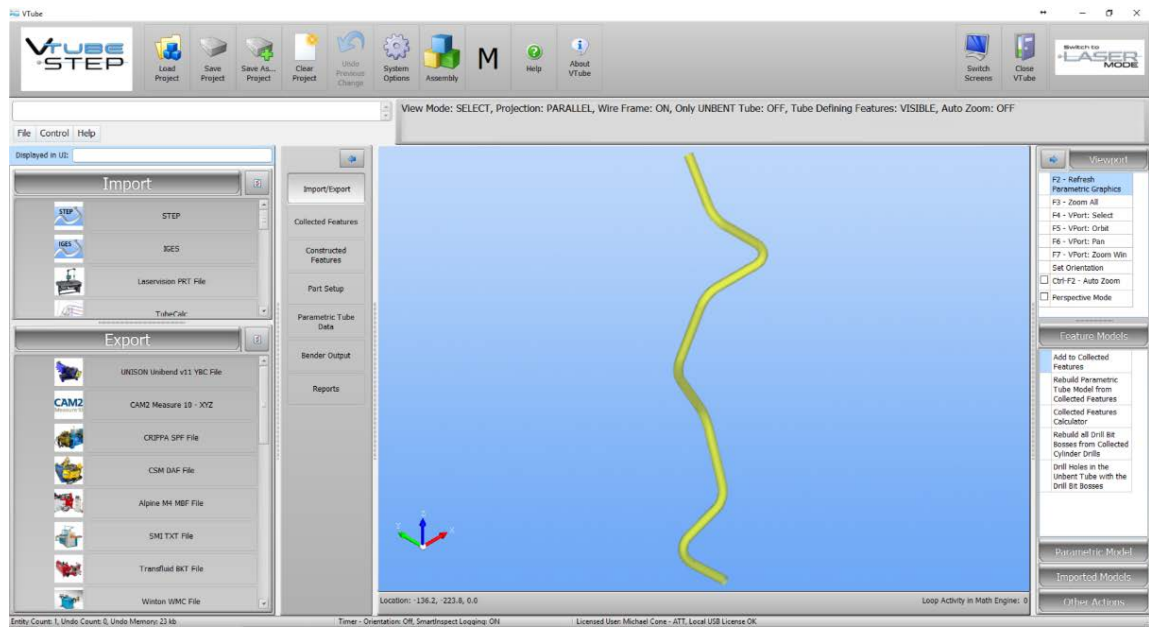 VTube
VTUBE
STEP
Load
Project
Save
Project
Save As...
Project
Clear
Project
Undo
Previous
Change
System
Options
Assembly
M
Help
About
VTube
Switch
Screens
Close
VTube
Switch to
LASER
MODE
View Mode: SELECT, Projection: PARALLEL, Wire Frame: ON, Only UNBENT Tube: OFF, Tube Defining Features: VISIBLE, Auto Zoom: OFF
File Control Help
Displayed in UI:
Import
STEP
STEP
IGES
IGES
Laservision PRT File
TubeCalc
Export
UNISON Unibend v11 YBC File
CAM2
CAM2 Measure 10 - XYZ
CRIPPA SPF File
CSM DAF File
Alpine M4 MBF File
SMI TXT File
Transfluid BKT File
Winton WMC File
Import/Export
Collected Features
Constructed
Features
Part Setup
Parametric Tube
Data
Bender Output
Reports
Z
Y
X
Location: -136.2, -223.8, 0.0
Loop Activity in Math Engine: 0
Viewport
F2 - Refresh
Parametric Graphics
F3 - Zoom All
F4 - VPort: Select
F5 - VPort: Orbit
F6 - VPort: Pan
F7 - VPort: Zoom Win
Set Orientation
Ctrl-F2 - Auto Zoom
Perspective Mode
Feature Models
Add to Collected
Features
Rebuild Parametric
Tube Model from
Collected Features
Collected Features
Calculator
Rebuild all Drill Bit
Bosses from Collected
Cylinder Drills
Drill Holes in the
Unbent Tube with the
Drill Bit Bosses
Parametric Model
Imported Models
Other Actions
Entity Count: 1, Undo Count: 0, Undo Memory: 23 kb
Timer - Orientation: Off, SmartInspect Logging: ON
Licensed User: Michael Cone - ATT, Local USB License OK